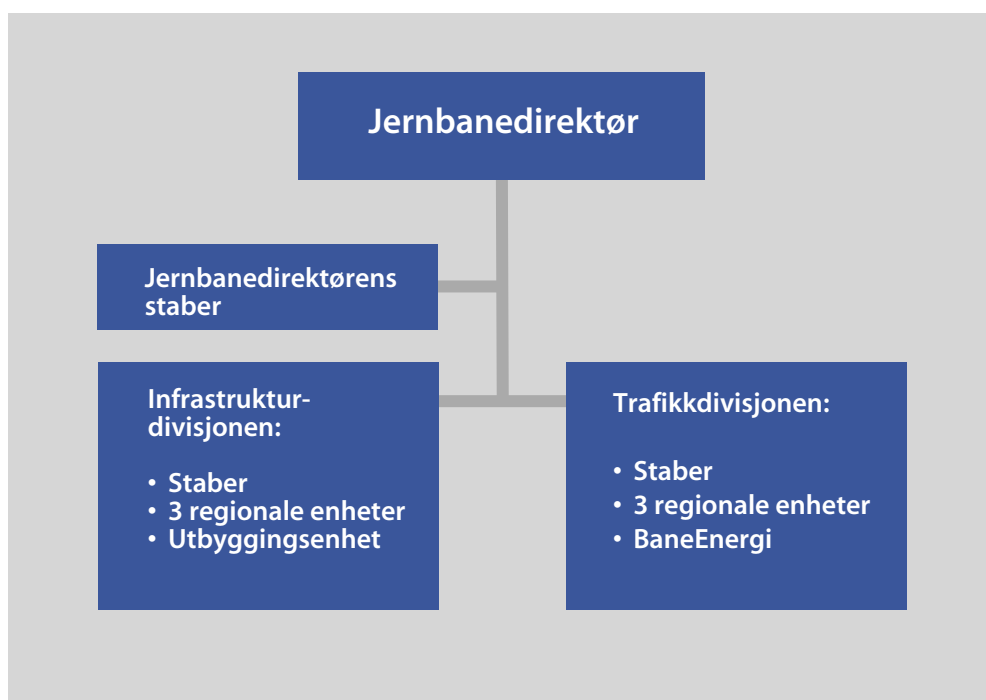 Jernbanedirektør
Jernbanedirektørens
staber
Infrastruktur-
divisjonen:
• Staber
• 3 regionale enheter
• Utbyggingsenhet
Trafikkdivisjonen:
• Staber
• 3 regionale enheter
• BaneEnergi